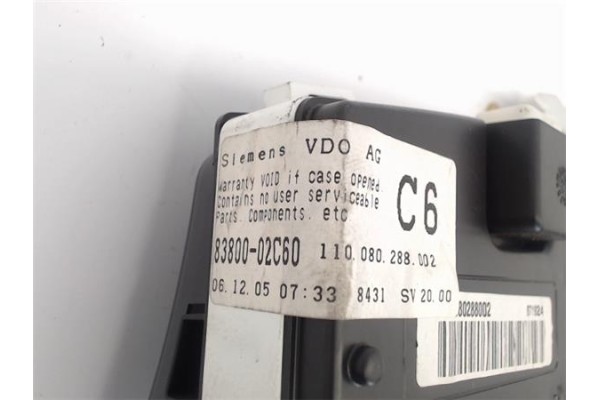 Siemens VDO AG
Warranty VOID if case opened
Contains no user serviceable
Parts. Components. etc
C6
83800-02C60 110.080.288.002
06.12.05 07:33 8431 SV 20.00
80288002